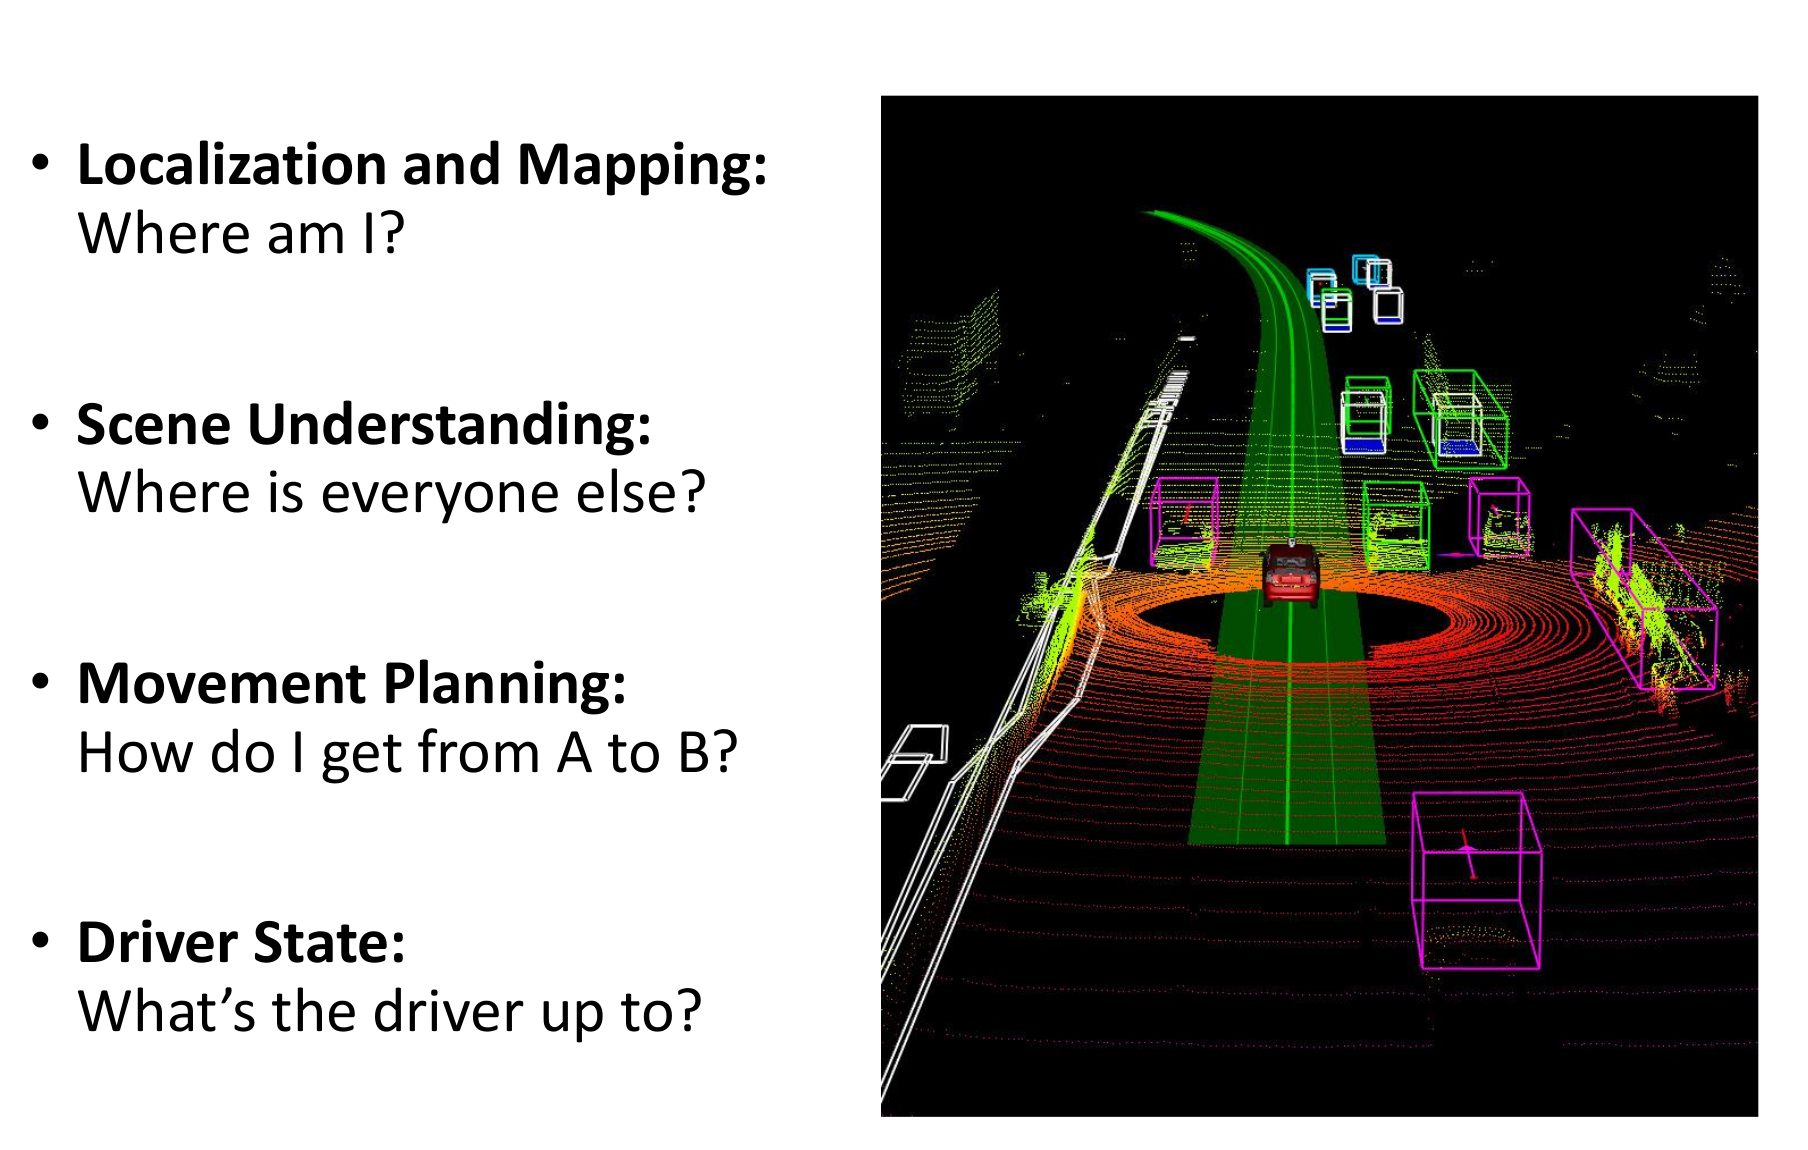 • Localization and Mapping:
Where am I?
• Scene Understanding:
Where is everyone else?
• Movement Planning:
How do I get from A to B?
• Driver State:
What’s the driver up to?